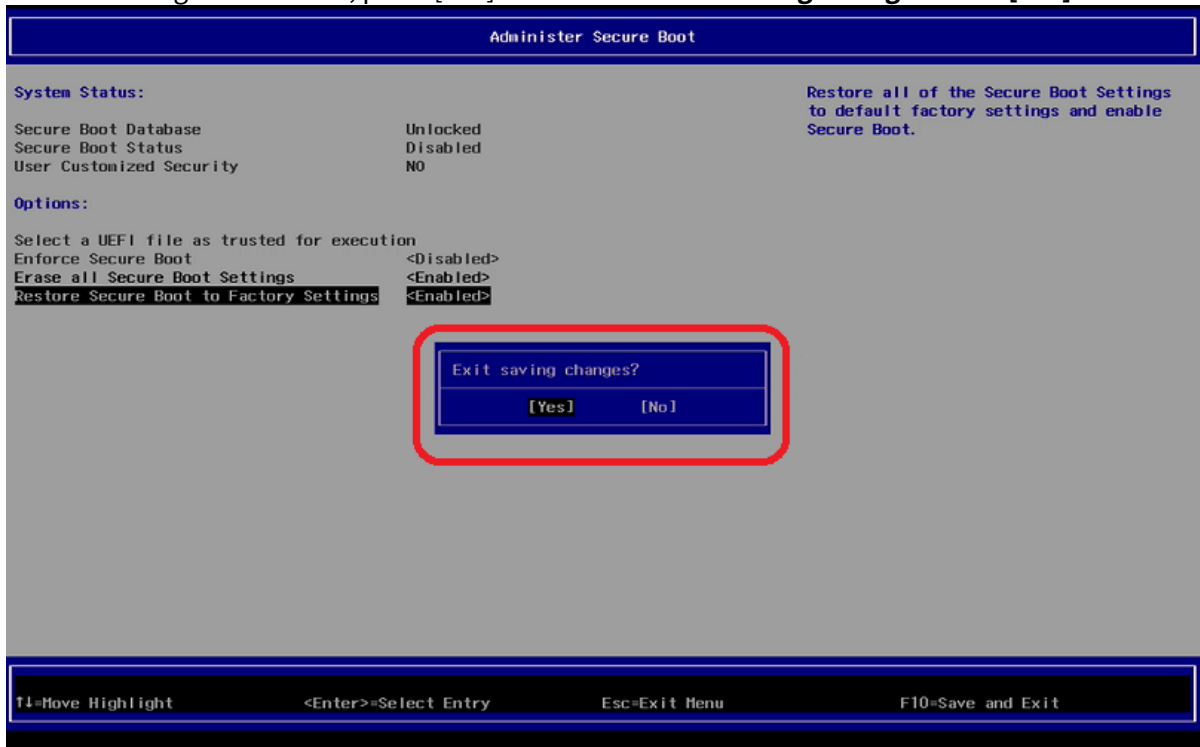 Administer Secure Boot
System Status:
Secure Boot Database Unlocked
Secure Boot Status Disabled
User Customized Security NO
Options:
Select a UEFI file as trusted for execution
Enforce Secure Boot <Disabled>
Erase all Secure Boot Settings <Enabled>
Restore Secure Boot to Factory Settings <Enabled>
Restore all of the Secure Boot Settings
to default factory settings and enable
Secure Boot.
Exit saving changes?
[Yes] [No]
↑↓=Move Highlight <Enter>=Select Entry Esc=Exit Menu F10=Save and Exit